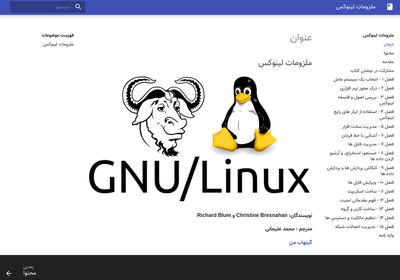 ملزومات لینوکس
جستجو
ملزومات لینوکس
عنوان
محتوا
مقدمه
مشارکت در نوشتن کتاب
فصل ۱ - انتخاب یک سیستم عامل
فصل ۲ - درک مجوز نرم افزاری
فصل ۳ - بررسی اصول و فلسفه
لینوکس
فصل ۴ - استفاده از ابزار های رایج
لینوکس
فصل ۵ - مدیریت سخت افزار
فصل ۶ - آشنایی با خط فرمان
فصل ۷ - مدیریت فایل ها
فصل ۸ - جستجو، استخراج، و آرشیو
کردن داده ها
فصل ۹ - کنکاش پردازش ها و پردازش
داده ها
فصل ۱۰ - ویرایش فایل ها
فصل ۱۱ - ساخت اسکریپت
فصل ۱۲ - فهم مقدماتی امنیت
فصل ۱۳ - ساخت کاربر و گروه
فصل ۱۴ - تنظیم مالکیت و دسترسی ها
فصل ۱۵ - مدیریت اتصالات شبکه
واژه نامه
عنوان
ملزومات لینوکس
GNU/Linux
نویسندگان: Christine Bresnahan و Richard Blum
مترجم : محمد علیجانی
گیتهاب من
فهرست موضوعات
ملزومات لینوکس
بعدی
محتوا